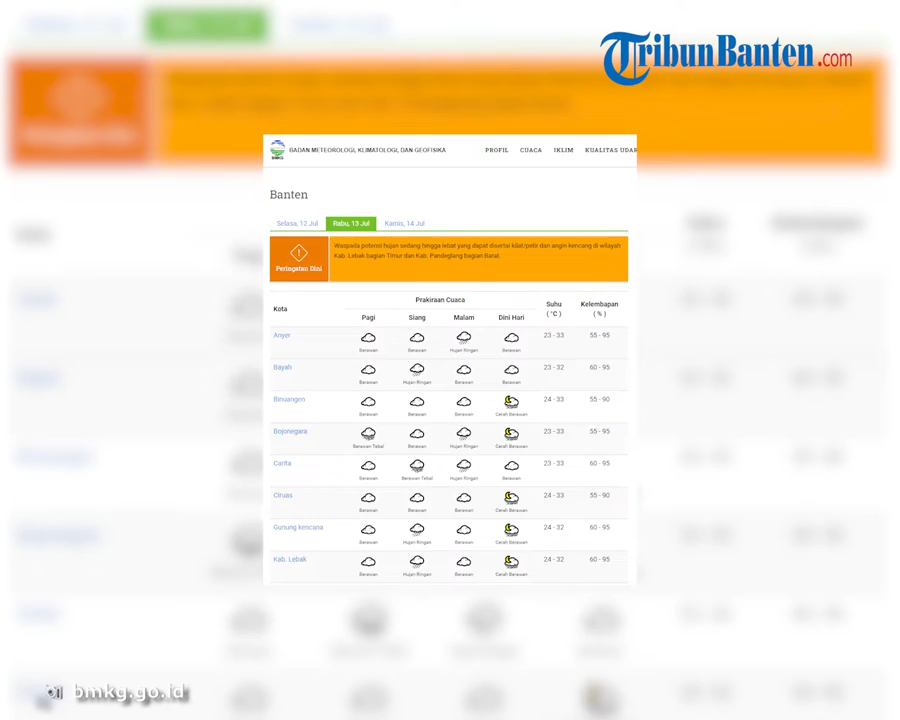 TribunBanten.com
BMKG
BADAN METEOROLOGI, KLIMATOLOGI, DAN GEOFISIKA
PROFIL CUACA IKLIM KUALITAS UDAR
Banten
Selasa, 12 Jul Rabu, 13 Jul Kamis, 14 Jul
Peringatan Dini
Waspada potensi hujan sedang hingga lebat yang dapat disertai kilat/petir dan angin kencang di wilayah
Kab. Lebak bagian Timur dan Kab. Pandeglang bagian Barat.
Kota Prakiraan Cuaca Suhu Kelembapan
( °C ) ( % )
Pagi Siang Malam Dini Hari
Anyer 23 - 33 55 - 95
Berawan Berawan Hujan Ringan Berawan
Bayah 23 - 32 60 - 95
Berawan Hujan Ringan Berawan Berawan
Binuangen 24 - 33 55 - 90
Berawan Berawan Berawan Cerah Berawan
Bojonegara 23 - 33 55 - 95
Berawan Tebal Berawan Hujan Ringan Cerah Berawan
Carita 23 - 33 60 - 95
Berawan Berawan Tebal Hujan Ringan Berawan
Ciruas 24 - 33 55 - 90
Berawan Berawan Berawan Cerah Berawan
Gunung kencana 24 - 32 60 - 95
Berawan Hujan Ringan Berawan Cerah Berawan
Kab. Lebak 24 - 32 60 - 95
Berawan Hujan Ringan Berawan Cerah Berawan
bmkg.go.id